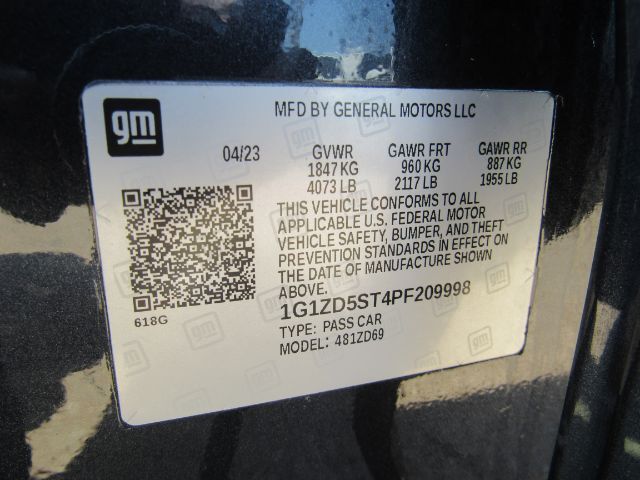 gm
MFD BY GENERAL MOTORS LLC
04/23 GVWR GAWR FRT GAWR RR
1847 KG 960 KG 887 KG
4073 LB 2117 LB 1955 LB
THIS VEHICLE CONFORMS TO ALL
APPLICABLE U.S. FEDERAL MOTOR
VEHICLE SAFETY, BUMPER, AND THEFT
PREVENTION STANDARDS IN EFFECT ON
THE DATE OF MANUFACTURE SHOWN
ABOVE.
1G1ZD5ST4PF209998
618G
TYPE: PASS CAR
MODEL: 481ZD69